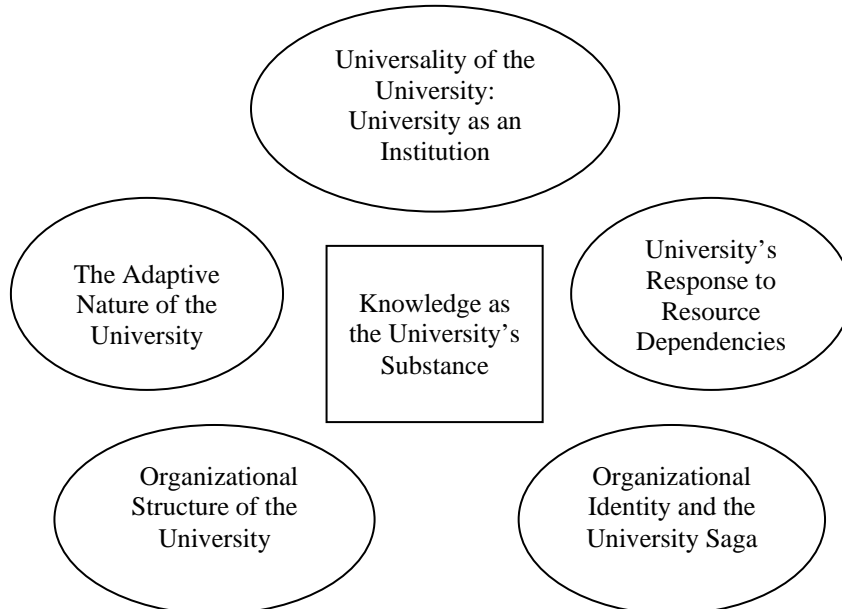 Universality of the
University:
University as an
Institution
The Adaptive
Nature of the
University
Knowledge as
the University’s
Substance
University’s
Response to
Resource
Dependencies
Organizational
Structure of the
University
Organizational
Identity and the
University Saga